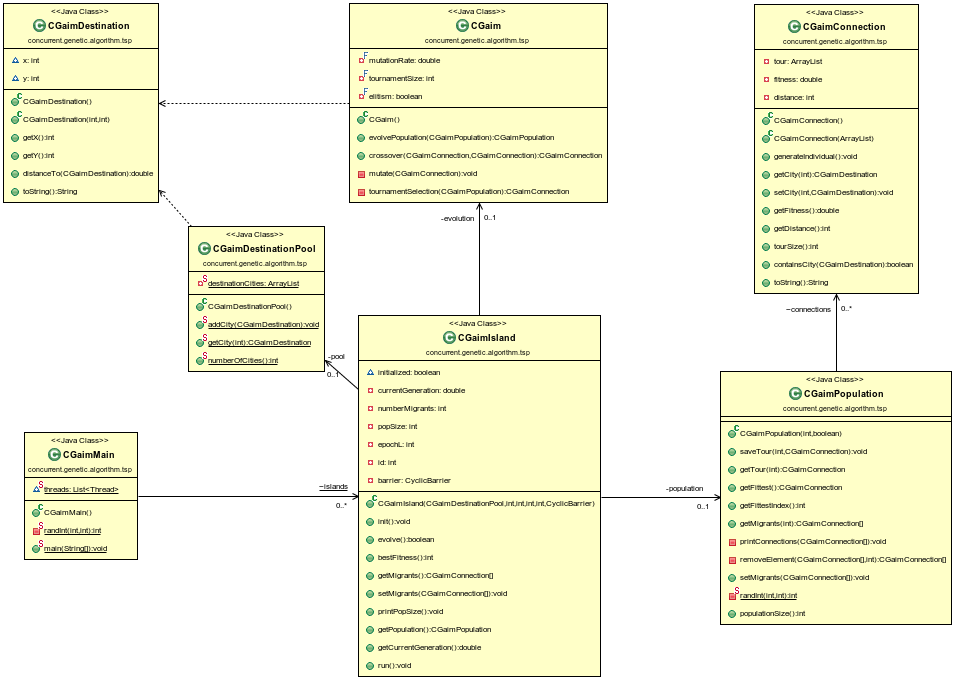 <<Java Class>>
CGaimDestination
concurrent.genetic.algorithm.tsp
x: int
y: int
CGaimDestination()
CGaimDestination(int,int)
getX():int
getY():int
distanceTo(CGaimDestination):double
toString():String
<<Java Class>>
CGaim
concurrent.genetic.algorithm.tsp
mutationRate: double
tournamentSize: int
elitism: boolean
CGaim()
evolvePopulation(CGaimPopulation):CGaimPopulation
crossover(CGaimConnection,CGaimConnection):CGaimConnection
mutate(CGaimConnection):void
tournamentSelection(CGaimPopulation):CGaimConnection
<<Java Class>>
CGaimConnection
concurrent.genetic.algorithm.tsp
tour: ArrayList
fitness: double
distance: int
CGaimConnection()
CGaimConnection(ArrayList)
generateIndividual():void
getCity(int):CGaimDestination
setCity(int,CGaimDestination):void
getFitness():double
getDistance():int
tourSize():int
containsCity(CGaimDestination):boolean
toString():String
-evolution 0..1
~connections 0..*
<<Java Class>>
CGaimDestinationPool
concurrent.genetic.algorithm.tsp
destinationCities: ArrayList
CGaimDestinationPool()
addCity(CGaimDestination):void
getCity(int):CGaimDestination
numberOfCities():int
-pool
0..1
<<Java Class>>
CGaimIsland
concurrent.genetic.algorithm.tsp
initialized: boolean
currentGeneration: double
numberMigrants: int
popSize: int
epochL: int
id: int
barrier: CyclicBarrier
CGaimIsland(CGaimDestinationPool,int,int,int,int,CyclicBarrier)
init():void
evolve():boolean
bestFitness():int
getMigrants():CGaimConnection[]
setMigrants(CGaimConnection[]):void
printPopSize():void
getPopulation():CGaimPopulation
getCurrentGeneration():double
run():void
<<Java Class>>
CGaimMain
concurrent.genetic.algorithm.tsp
threads: List<Thread>
CGaimMain()
randInt(int,int):int
main(String[]):void
~islands
0..*
-population
0..1
<<Java Class>>
CGaimPopulation
concurrent.genetic.algorithm.tsp
CGaimPopulation(int,boolean)
saveTour(int,CGaimConnection):void
getTour(int):CGaimConnection
getFittest():CGaimConnection
getFittestIndex():int
getMigrants(int):CGaimConnection[]
printConnections(CGaimConnection[]):void
removeElement(CGaimConnection[],int):CGaimConnection[]
setMigrants(CGaimConnection[]):void
randInt(int,int):int
populationSize():int